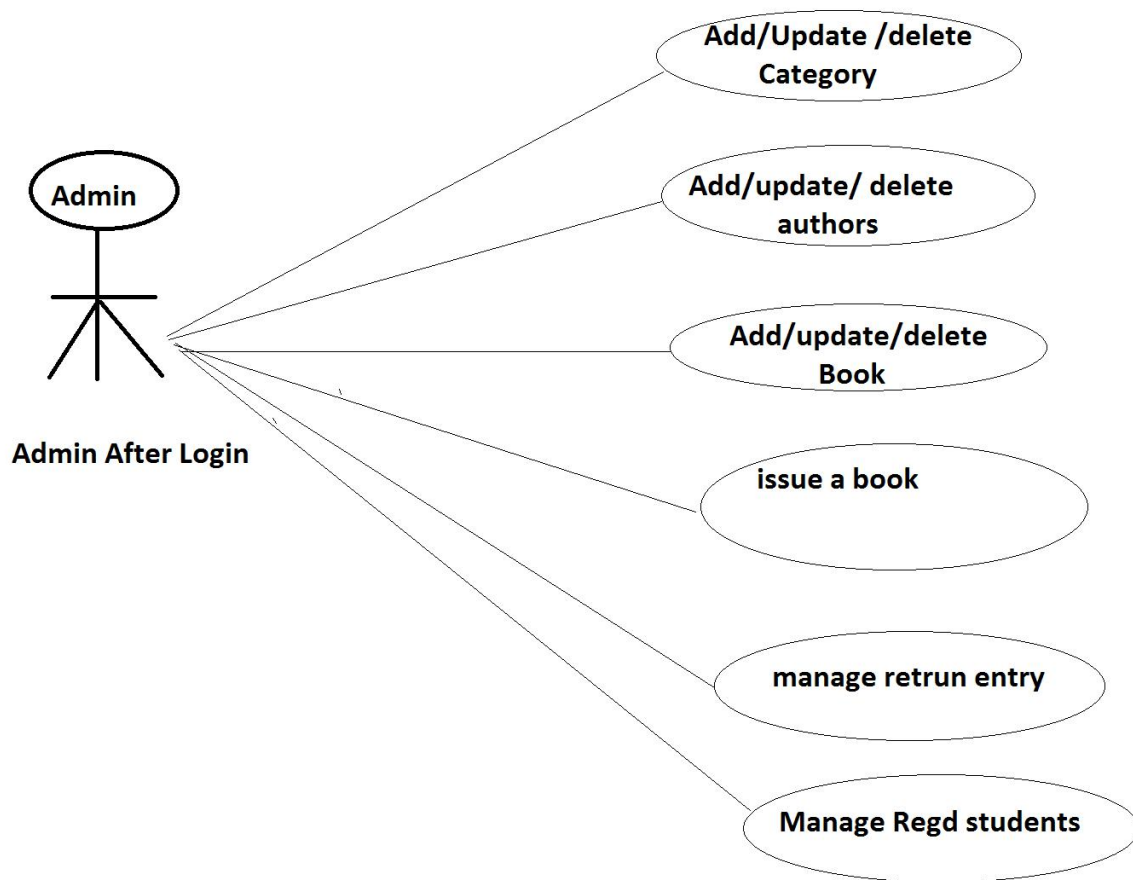 Add/Update /delete
Category
Admin
Add/update/ delete
authors
Add/update/delete
Book
Admin After Login
issue a book
manage retrun entry
Manage Regd students